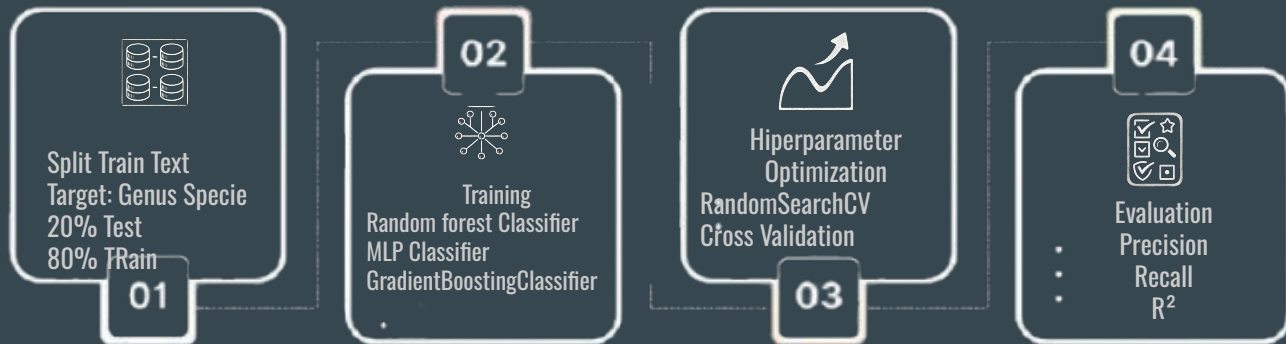 Split Train Text
Target: Genus Specie
20% Test
80% TRain
01
02
Training
Random forest Classifier
MLP Classifier
GradientBoostingClassifier
Hiperparameter
Optimization
RandomSearchCV
Cross Validation
03
04
Evaluation
Precision
Recall
R²